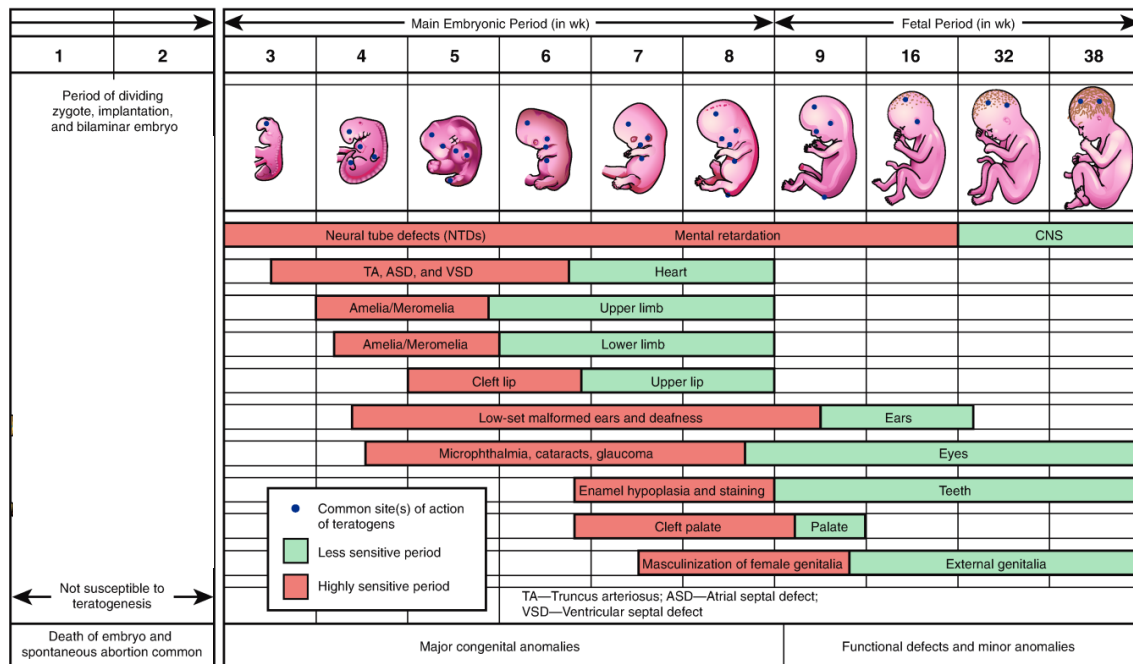 Main Embryonic Period (in wk)
Fetal Period (in wk)
1
2
3
4
5
6
7
8
9
16
32
38
Period of dividing
zygote, implantation,
and bilaminar embryo
Neural tube defects (NTDs)
Mental retardation
CNS
TA, ASD, and VSD
Heart
Amelia/Meromelia
Upper limb
Amelia/Meromelia
Lower limb
Cleft lip
Upper lip
Low-set malformed ears and deafness
Ears
Microphthalmia, cataracts, glaucoma
Eyes
Enamel hypoplasia and staining
Teeth
Cleft palate
Palate
Masculinization of female genitalia
External genitalia
Common site(s) of action
of teratogens
Less sensitive period
Highly sensitive period
Not susceptible to
teratogenesis
TA—Truncus arteriosus; ASD—Atrial septal defect;
VSD—Ventricular septal defect
Death of embryo and
spontaneous abortion common
Major congenital anomalies
Functional defects and minor anomalies